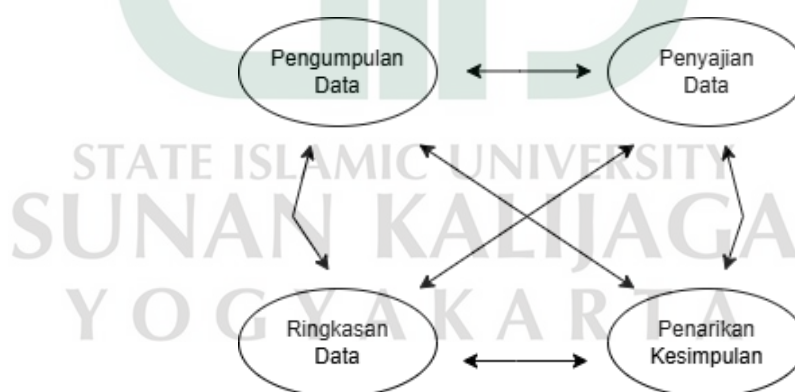 Pengumpulan
Data
Penyajian
Data
STATE ISLAMIC UNIVERSITY
SUNAN KALIJAGA
YOGYAKARTA
Ringkasan
Data
Penarikan
Kesimpulan